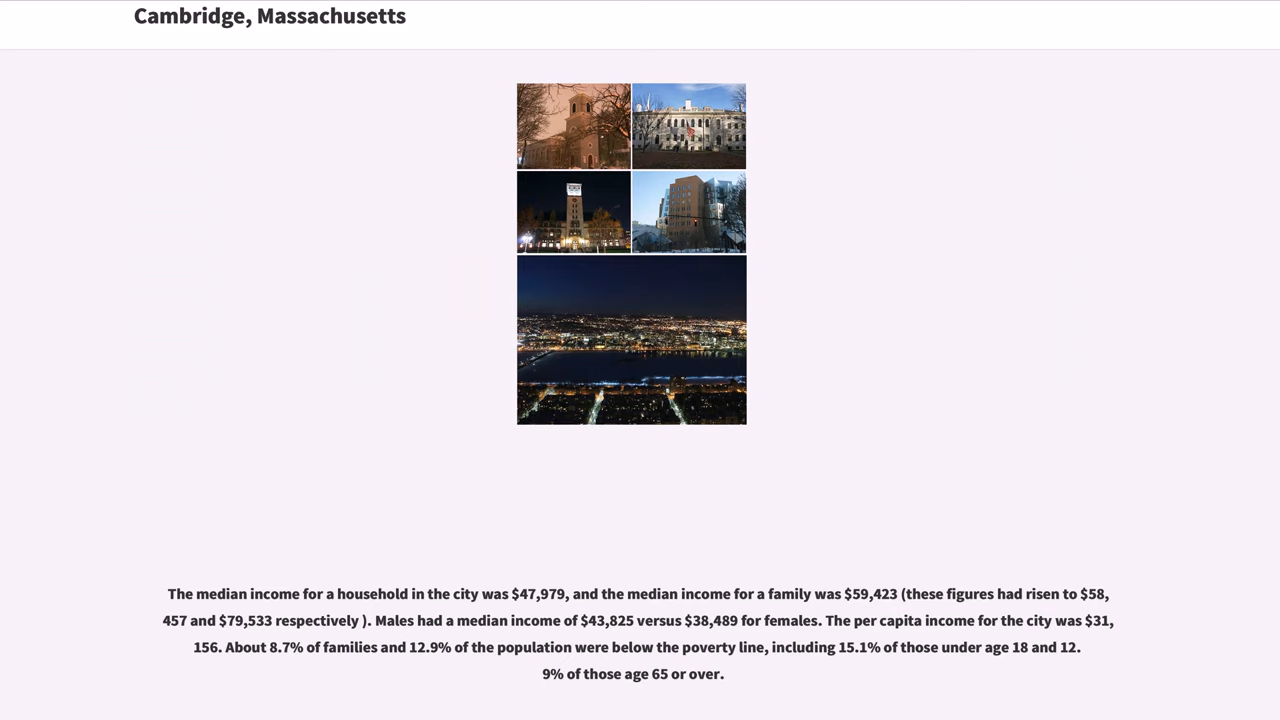 Cambridge, Massachusetts
The median income for a household in the city was $47,979, and the median income for a family was $59,423 (these figures had risen to $58,
457 and $79,533 respectively ). Males had a median income of $43,825 versus $38,489 for females. The per capita income for the city was $31,
156. About 8.7% of families and 12.9% of the population were below the poverty line, including 15.1% of those under age 18 and 12.
9% of those age 65 or over.